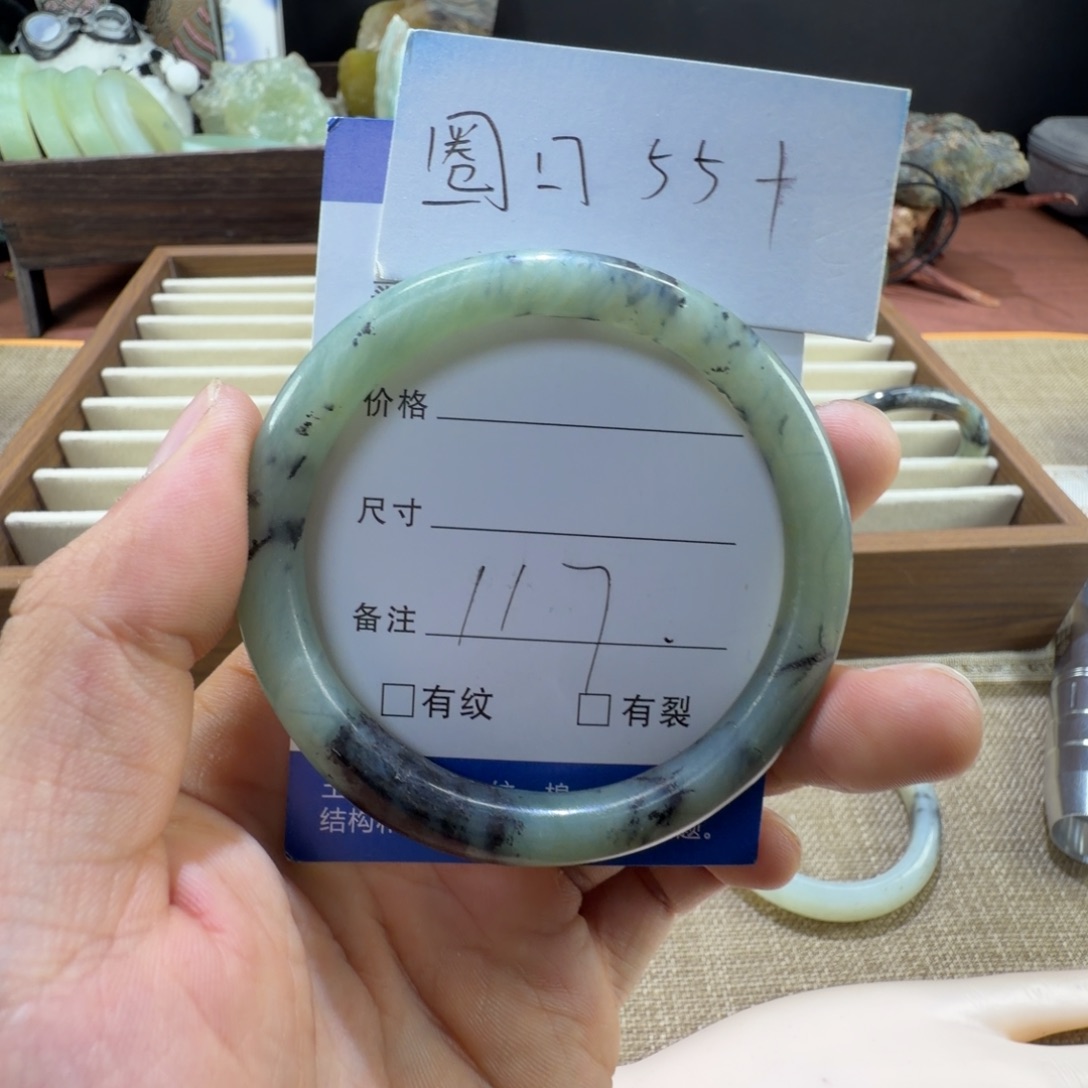 圈口 55+
价格
尺寸
备注 117
□有纹 □有裂
结构